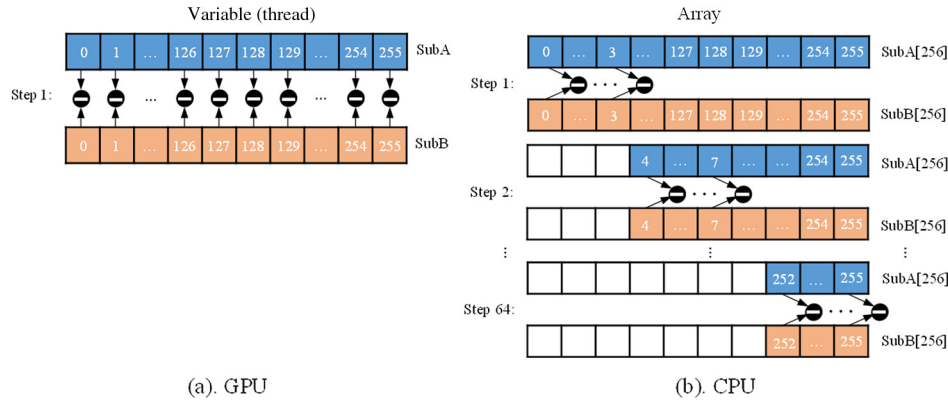 Variable (thread)
0 1 ... 126 127 128 129 ... 254 255 SubA
Step 1: ... ...
0 1 ... 126 127 128 129 ... 254 255 SubB
(a). GPU
Array
0 ... 3 ... 127 128 129 ... 254 255 SubA[256]
Step 1: ...
0 ... 3 ... 127 128 129 ... 254 255 SubB[256]
4 ... 7 ... ... 254 255 SubA[256]
Step 2: ...
4 ... 7 ... ... 254 255 SubB[256]
⋮ ⋮ ⋮
252 ... 255 SubA[256]
Step 64: ...
252 ... 255 SubB[256]
(b). CPU